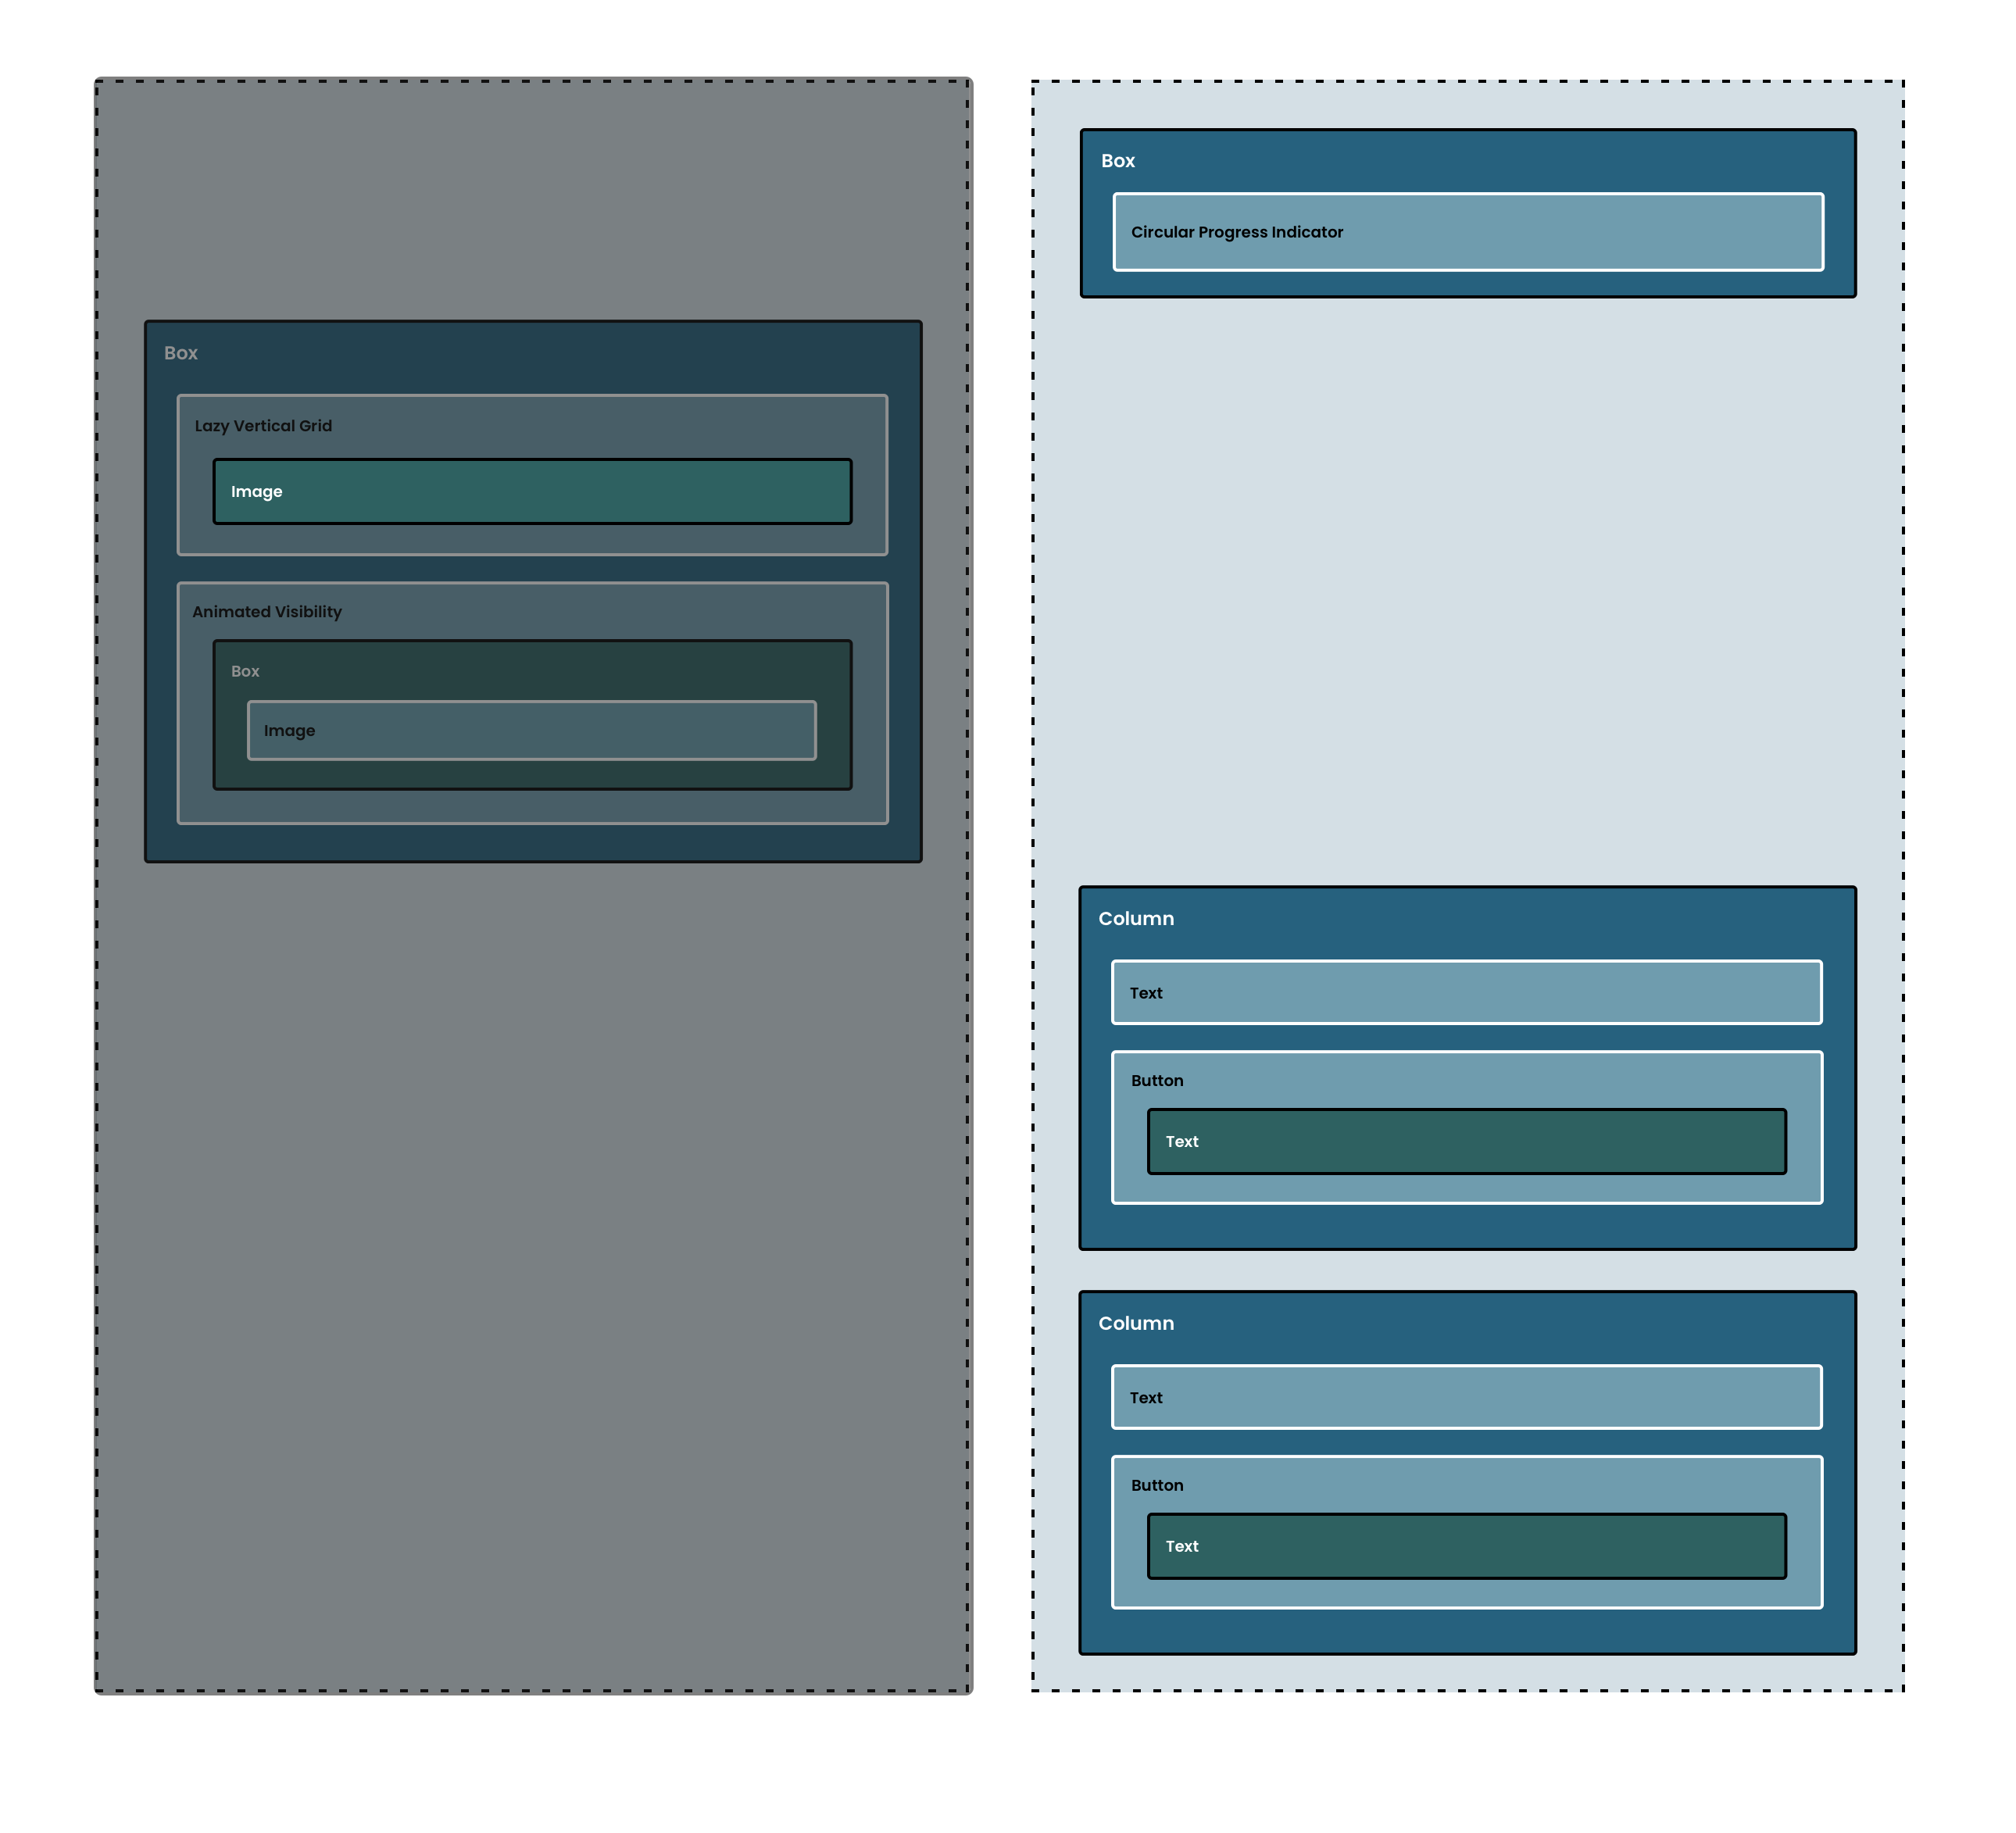 Box
Lazy Vertical Grid
Image
Animated Visibility
Box
Image
Box
Circular Progress Indicator
Column
Text
Button
Text
Column
Text
Button
Text